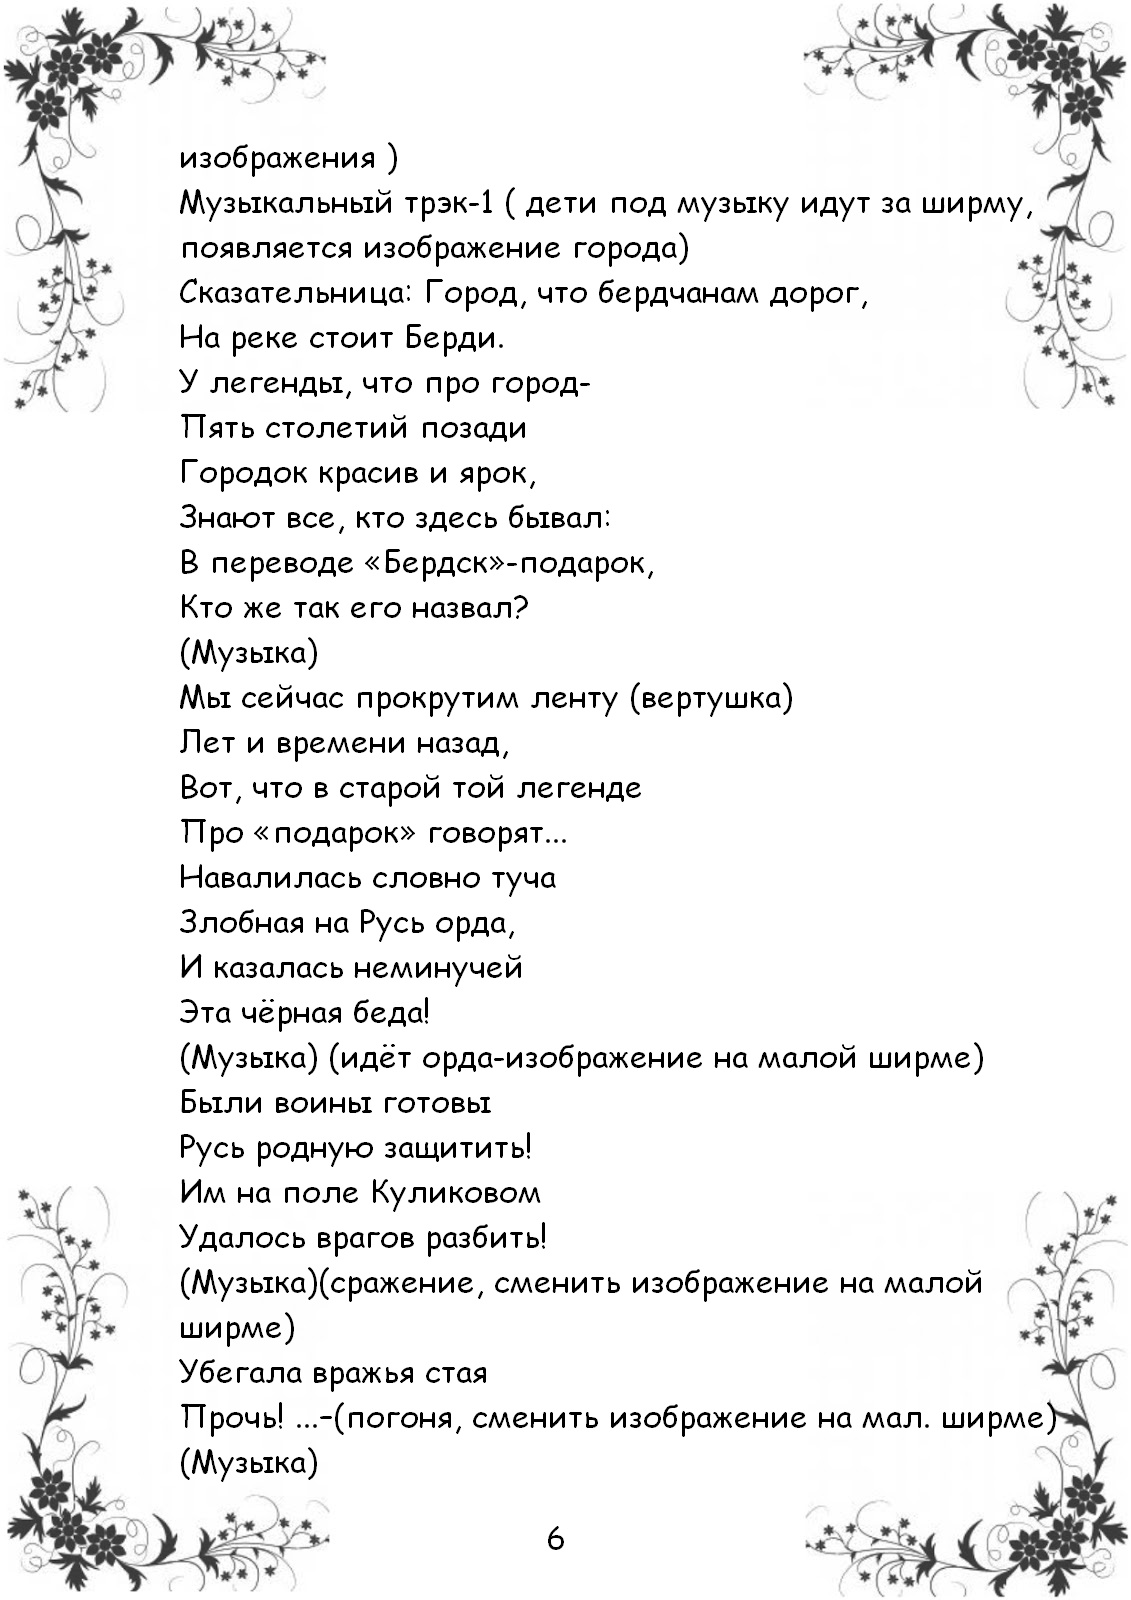 изображения )
Музыкальный трэк-1 ( дети под музыку идут за ширму,
появляется изображение города)
Сказательница: Город, что бердчанам дорог,
На реке стоит Берди.
У легенды, что про город-
Пять столетий позади
Городок красив и ярок,
Знают все, кто здесь бывал:
В переводе «Бердск»-подарок,
Кто же так его назвал?
(Музыка)
Мы сейчас прокрутим ленту (вертушка)
Лет и времени назад,
Вот, что в старой той легенде
Про «подарок» говорят...
Навалилась словно туча
Злобная на Русь орда,
И казалась неминучей
Эта чёрная беда!
(Музыка) (идёт орда-изображение на малой ширме)
Были воины готовы
Русь родную защитить!
Им на поле Куликовом
Удалось врагов разбить!
(Музыка)(сражение, сменить изображение на малой
ширме)
Убегала вражья стая
Прочь! ...–(погоня, сменить изображение на мал. ширме)
(Музыка)
6